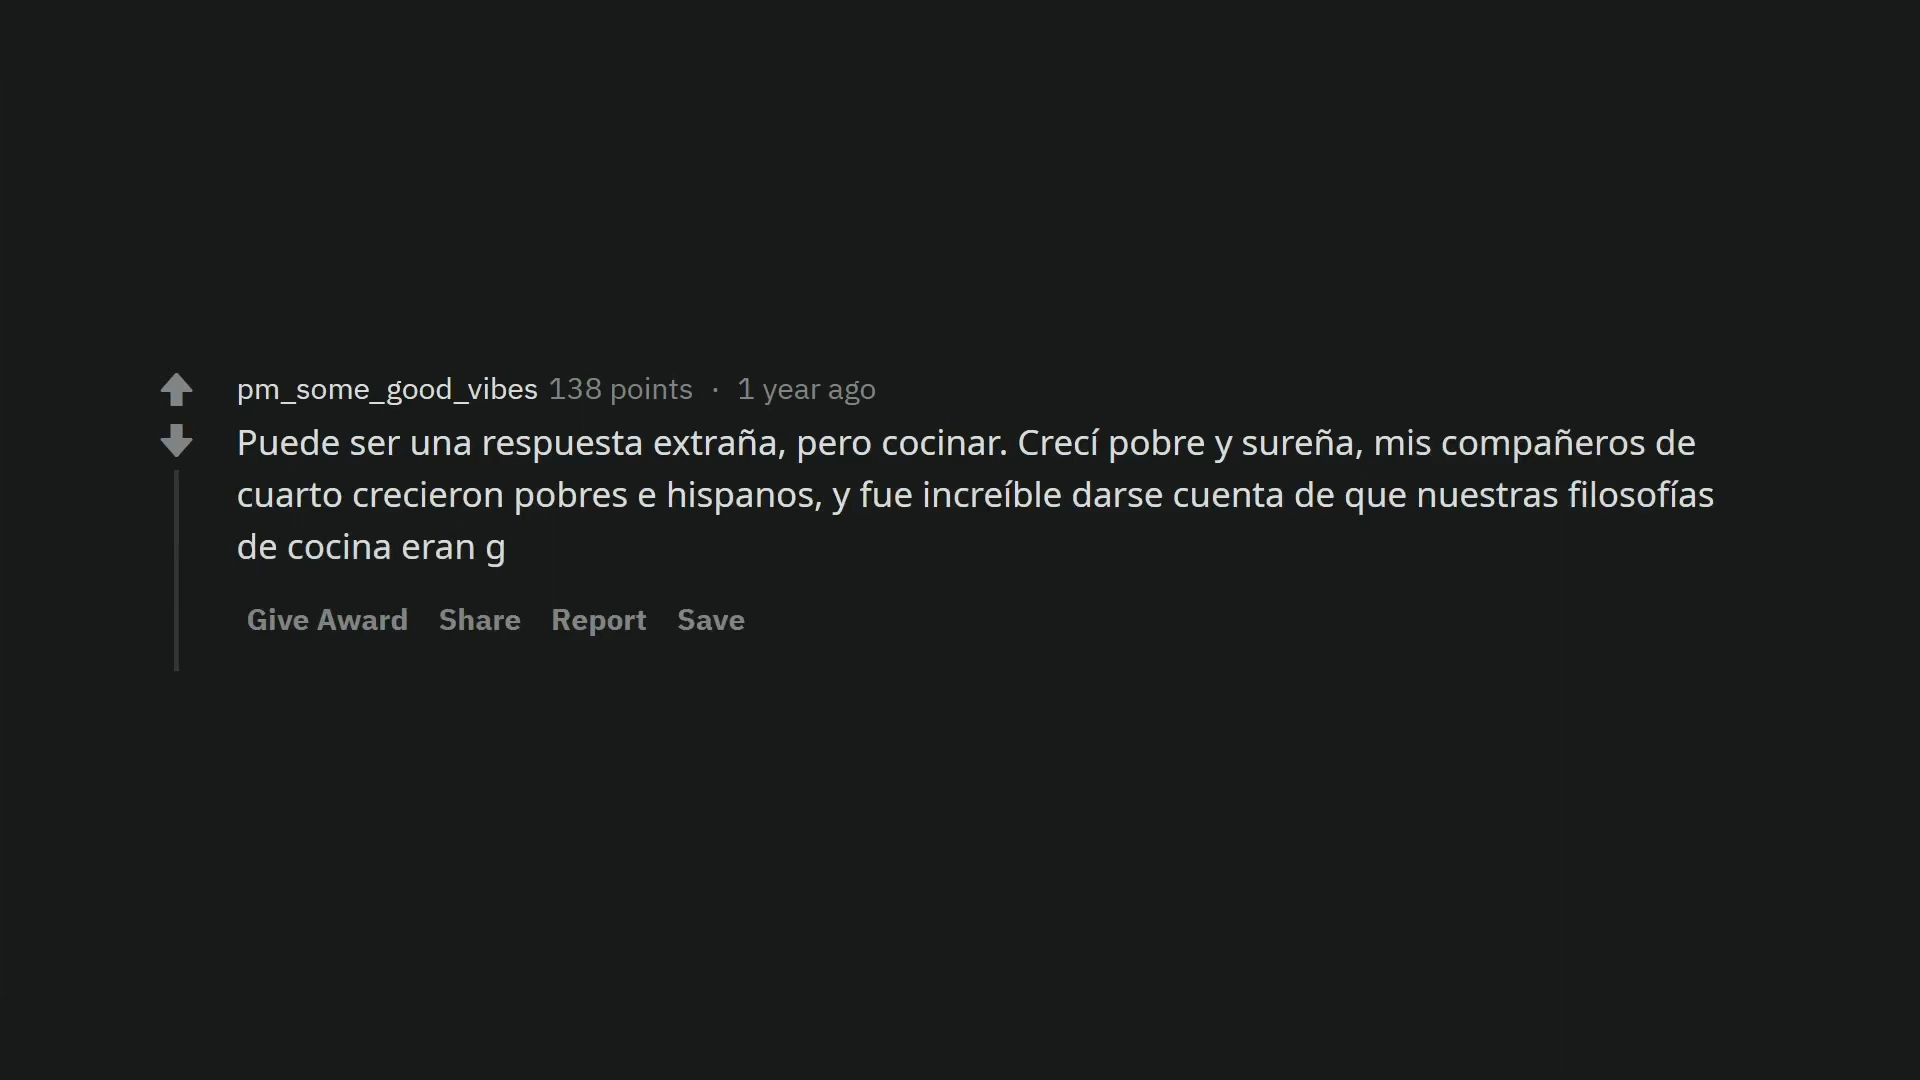 pm_some_good_vibes 138 points · 1 year ago
Puede ser una respuesta extraña, pero cocinar. Crecí pobre y sureña, mis compañeros de
cuarto crecieron pobres e hispanos, y fue increíble darse cuenta de que nuestras filosofías
de cocina eran g
Give Award Share Report Save